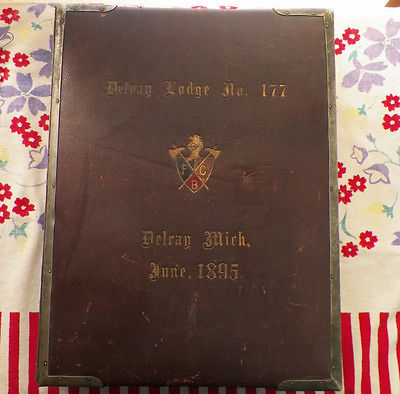 Delray Lodge No. 177
F C
B
Delray Mich.
June. 1895.